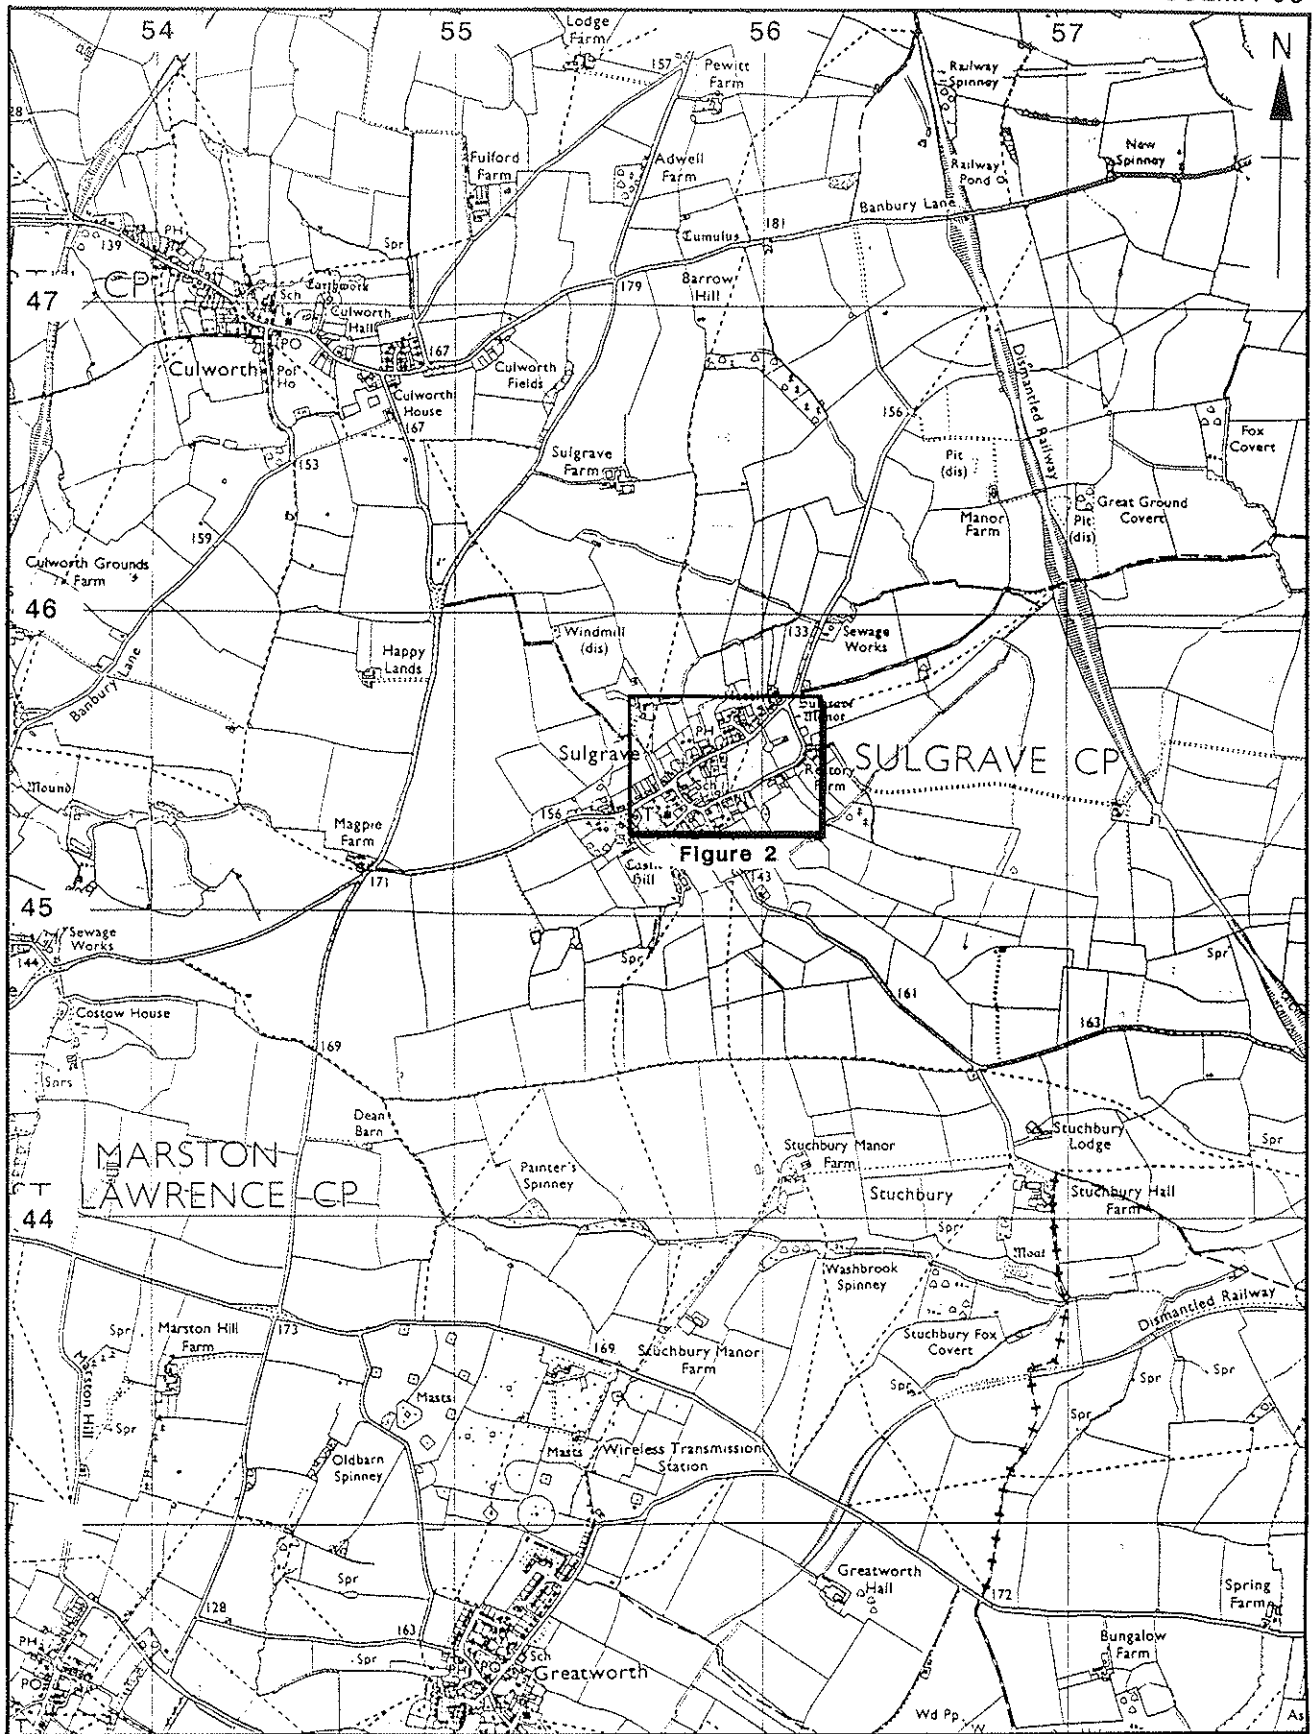 54
55
56
57
N
Lodge
Farm
157
Pewitt
Farm
Railway
Spinney
28
New
Spinney
Fulford
Farm
Adwell
Farm
Railway
Pond
Banbury Lane
181
139
PH
Spr
Tumulus
Barrow
Hill
CP
47
Earthwork
Sch
Culworth
Hall
179
PO
167
Culworth
Pol
Ho
Culworth
Fields
Culworth
House
167
Dismantled Railway
156
Fox
Covert
153
Sulgrave
Farm
Pit
(dis)
Manor
Farm
Great Ground
Covert
Pit
(dis)
159
Culworth Grounds
Farm
46
Windmill
(dis)
133
Sewage
Works
Happy
Lands
Banbury Lane
Sulgrave
Manor
PH
Sulgrave
SULGRAVE CP
Rectory
Farm
Sch
Mound
156
T
Magpie
Farm
Figure 2
Castle
Hill
143
171
45
Sewage
Works
144
Spr
Spr
161
Costow House
163
169
Sprs
Dean
Barn
Stuchbury
Lodge
Spr
MARSTON
LAWRENCE CP
Stuchbury Manor
Farm
Painter's
Spinney
Stuchbury
Stuchbury Hall
Farm
T
44
Spr
Moat
Washbrook
Spinney
Dismantled Railway
173
Spr
Marston Hill
Farm
Stuchbury Fox
Covert
169
Stuchbury Manor
Farm
Marston Hill
Spr
Spr
Spr
Masts
Spr
Spr
Masts
Wireless Transmission
Station
Oldbarn
Spinney
Greatworth
Hall
Spr
172
Spring
Farm
128
163
PH
Spr
Bungalow
Farm
Sch
PH
PO
Greatworth
PO
T
Wd Pp
W
As